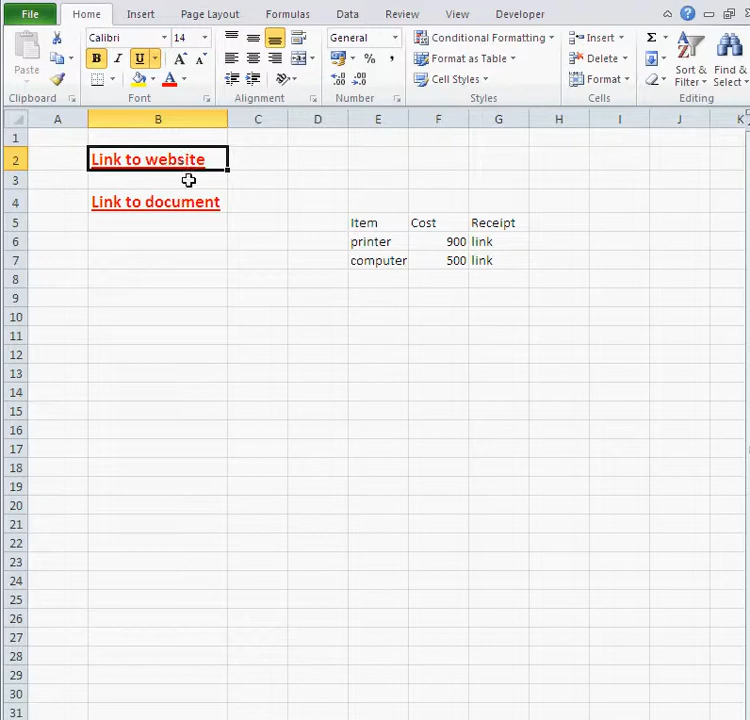 File Home Insert Page Layout Formulas Data Review View Developer
Paste Calibri 14 General Conditional Formatting Insert Σ
B I U A A % , Format as Table Delete Sort & Filter Find & Select
A .0 .00 .00 .0 Cell Styles Format
Clipboard Font Alignment Number Styles Cells Editing
A B C D E F G H I J K
1
2 Link to website
3
4 Link to document
5 Item Cost Receipt
6 printer 900 link
7 computer 500 link
8
9
10
11
12
13
14
15
16
17
18
19
20
21
22
23
24
25
26
27
28
29
30
31